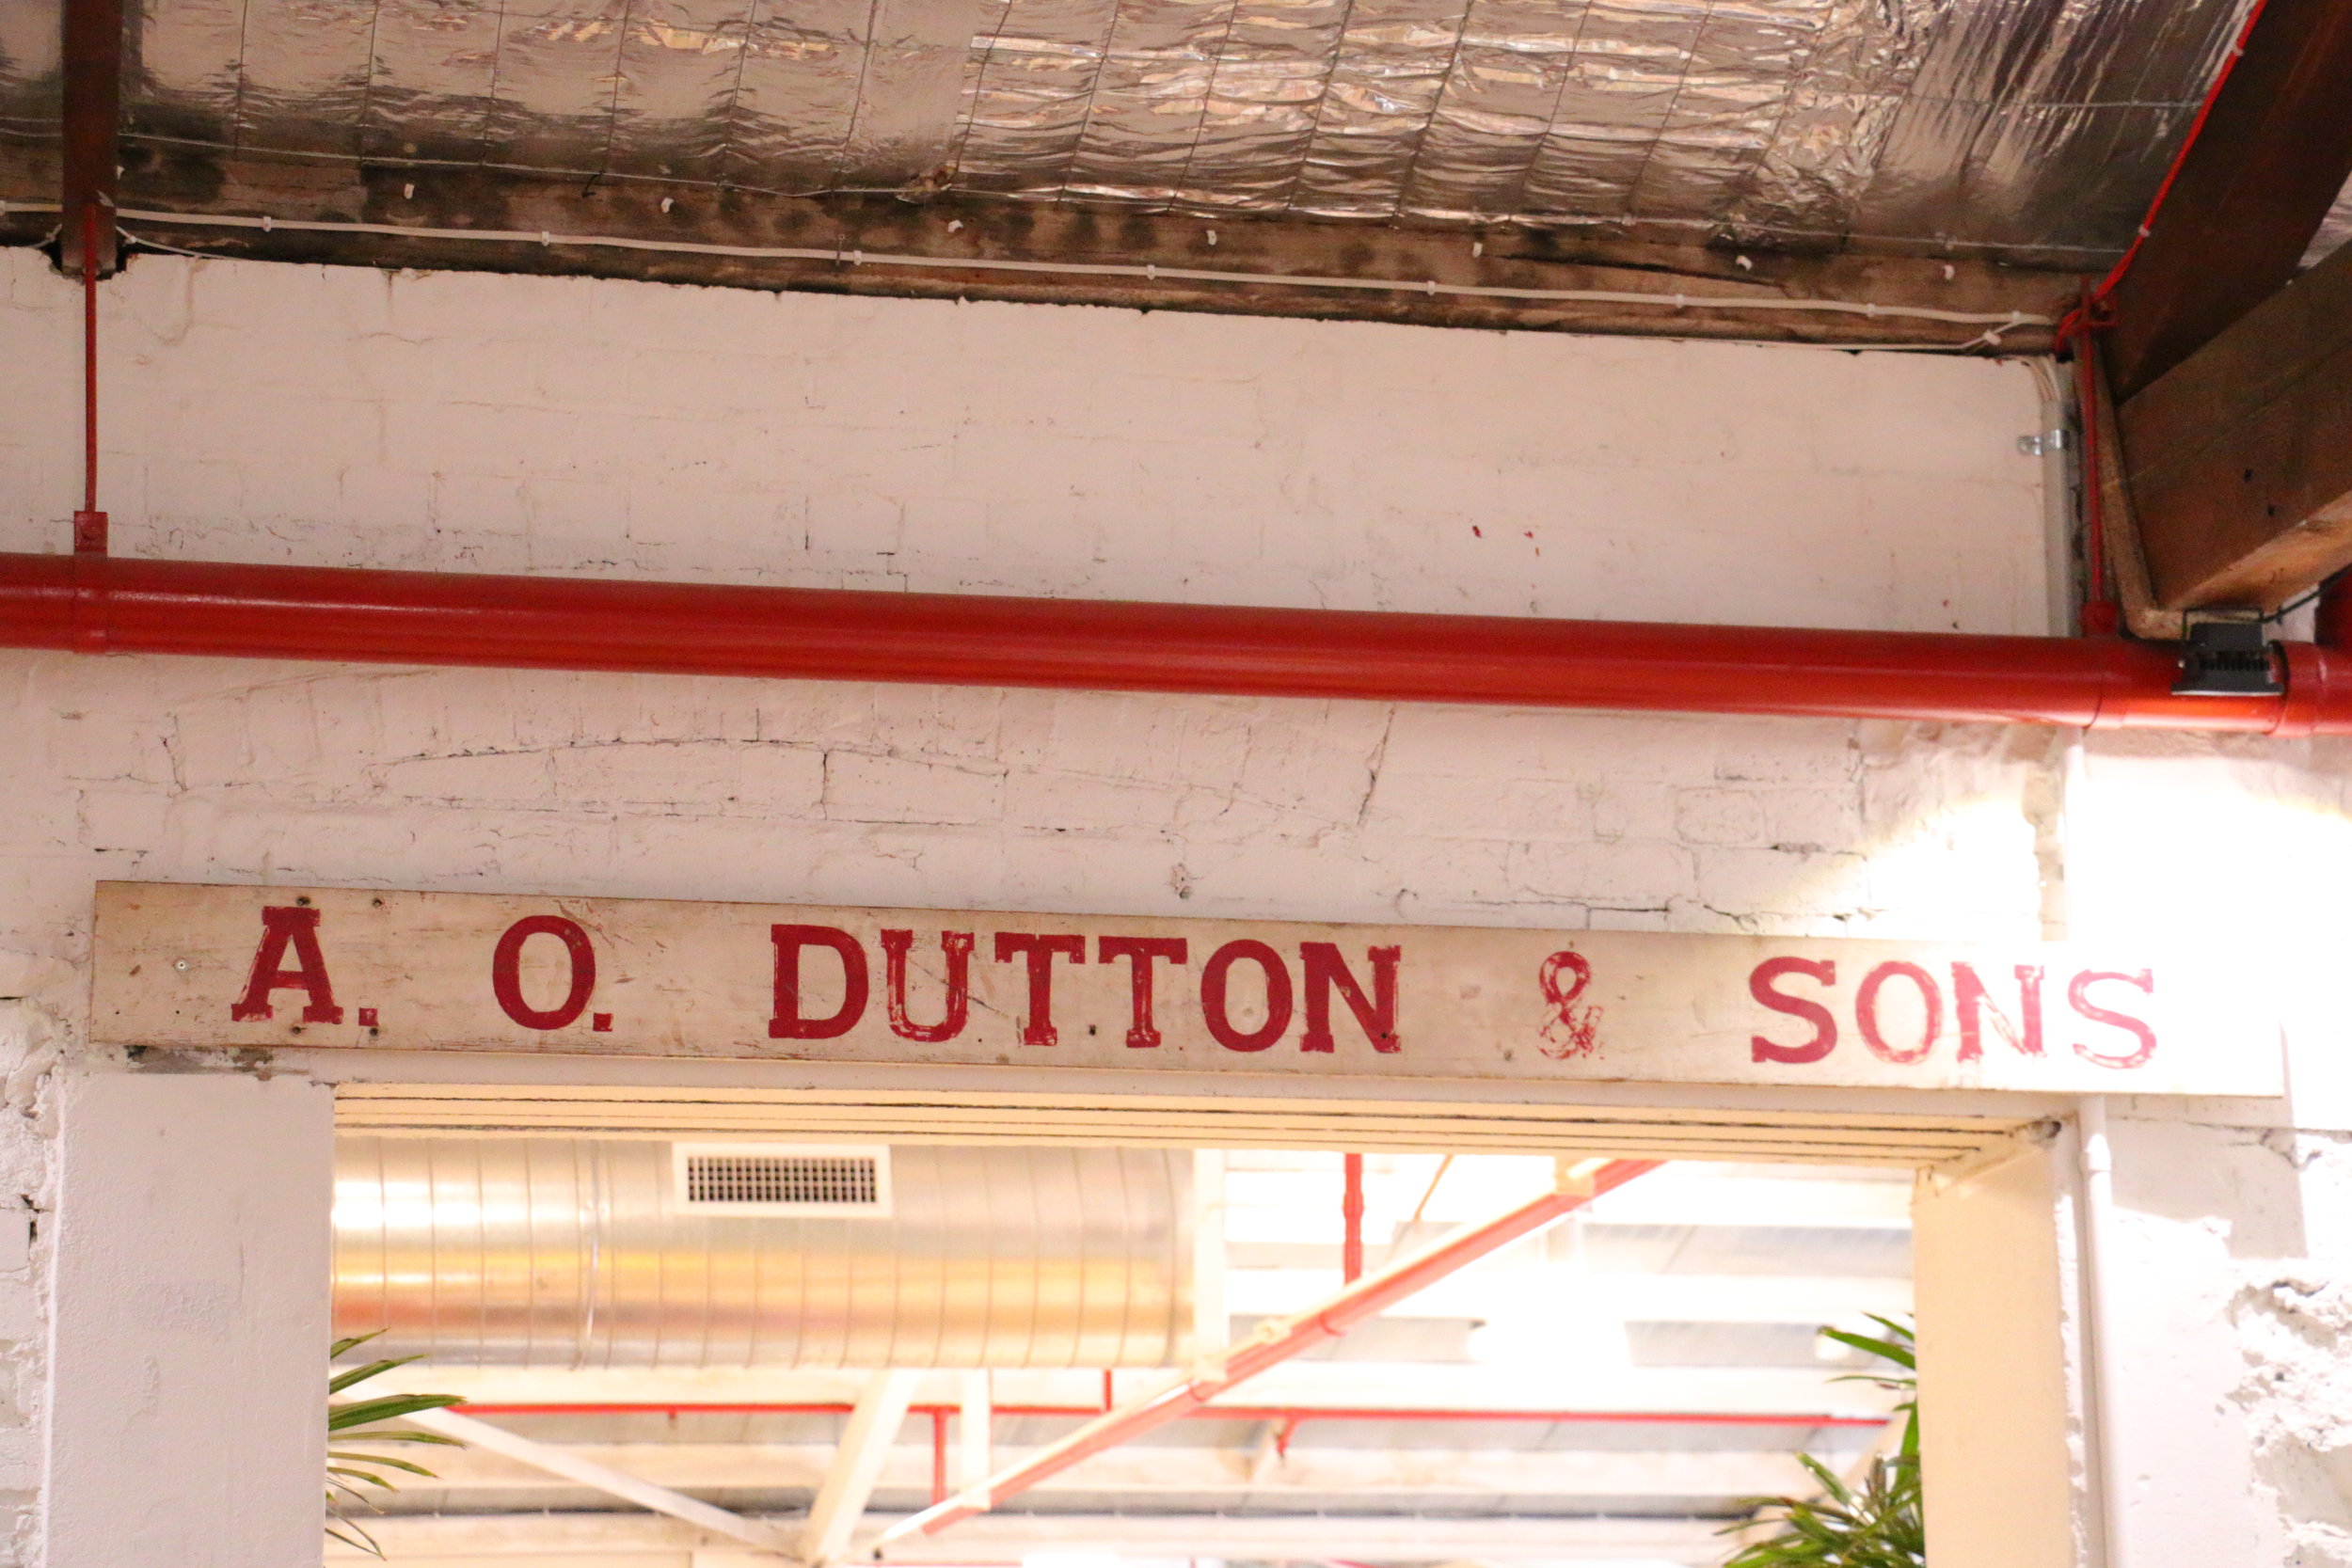 A. O. DUTTON & SONS